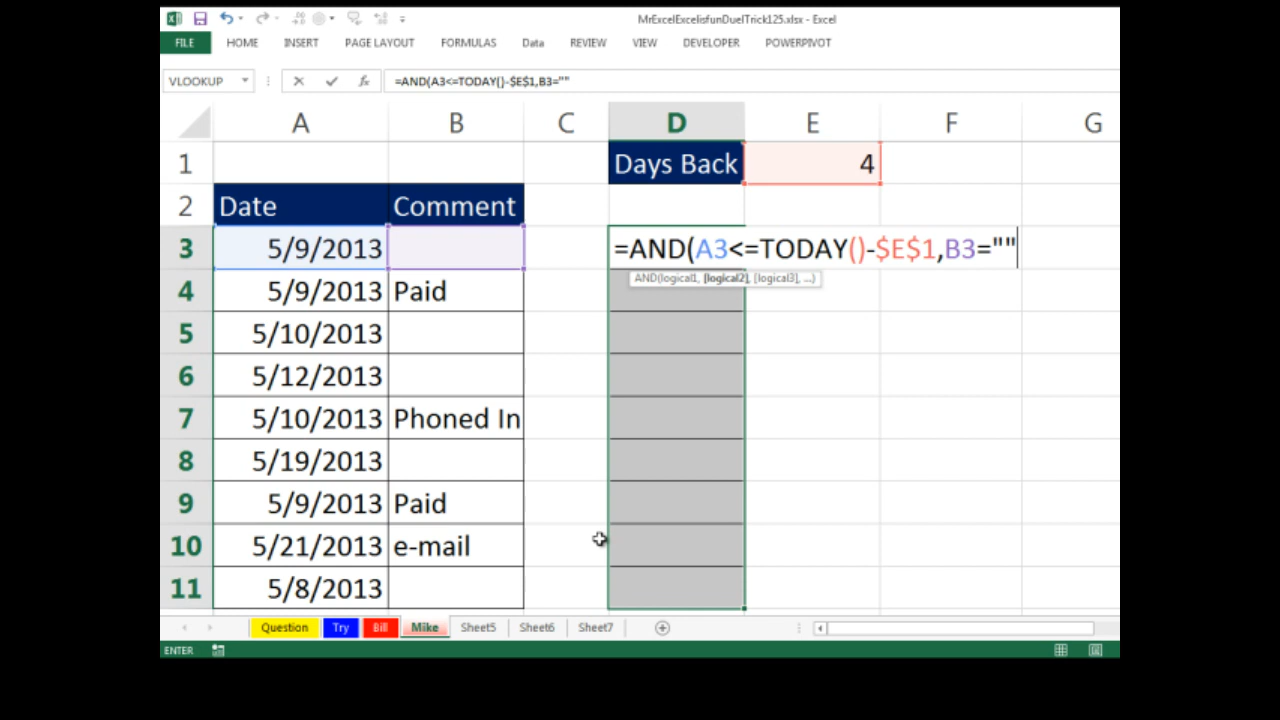 MrExcelExcelisfunDuelTrick125.xlsx - Excel
FILE HOME INSERT PAGE LAYOUT FORMULAS Data REVIEW VIEW DEVELOPER POWERPIVOT
VLOOKUP =AND(A3<=TODAY()-$E$1,B3=""
A B C D E F G
1 Days Back 4
2 Date Comment
3 5/9/2013 =AND(A3<=TODAY()-$E$1,B3=""
AND(logical1, [logical2], [logical3], ...)
4 5/9/2013 Paid
5 5/10/2013
6 5/12/2013
7 5/10/2013 Phoned In
8 5/19/2013
9 5/9/2013 Paid
10 5/21/2013 e-mail
11 5/8/2013
Question Try Bill Mike Sheet5 Sheet6 Sheet7
ENTER